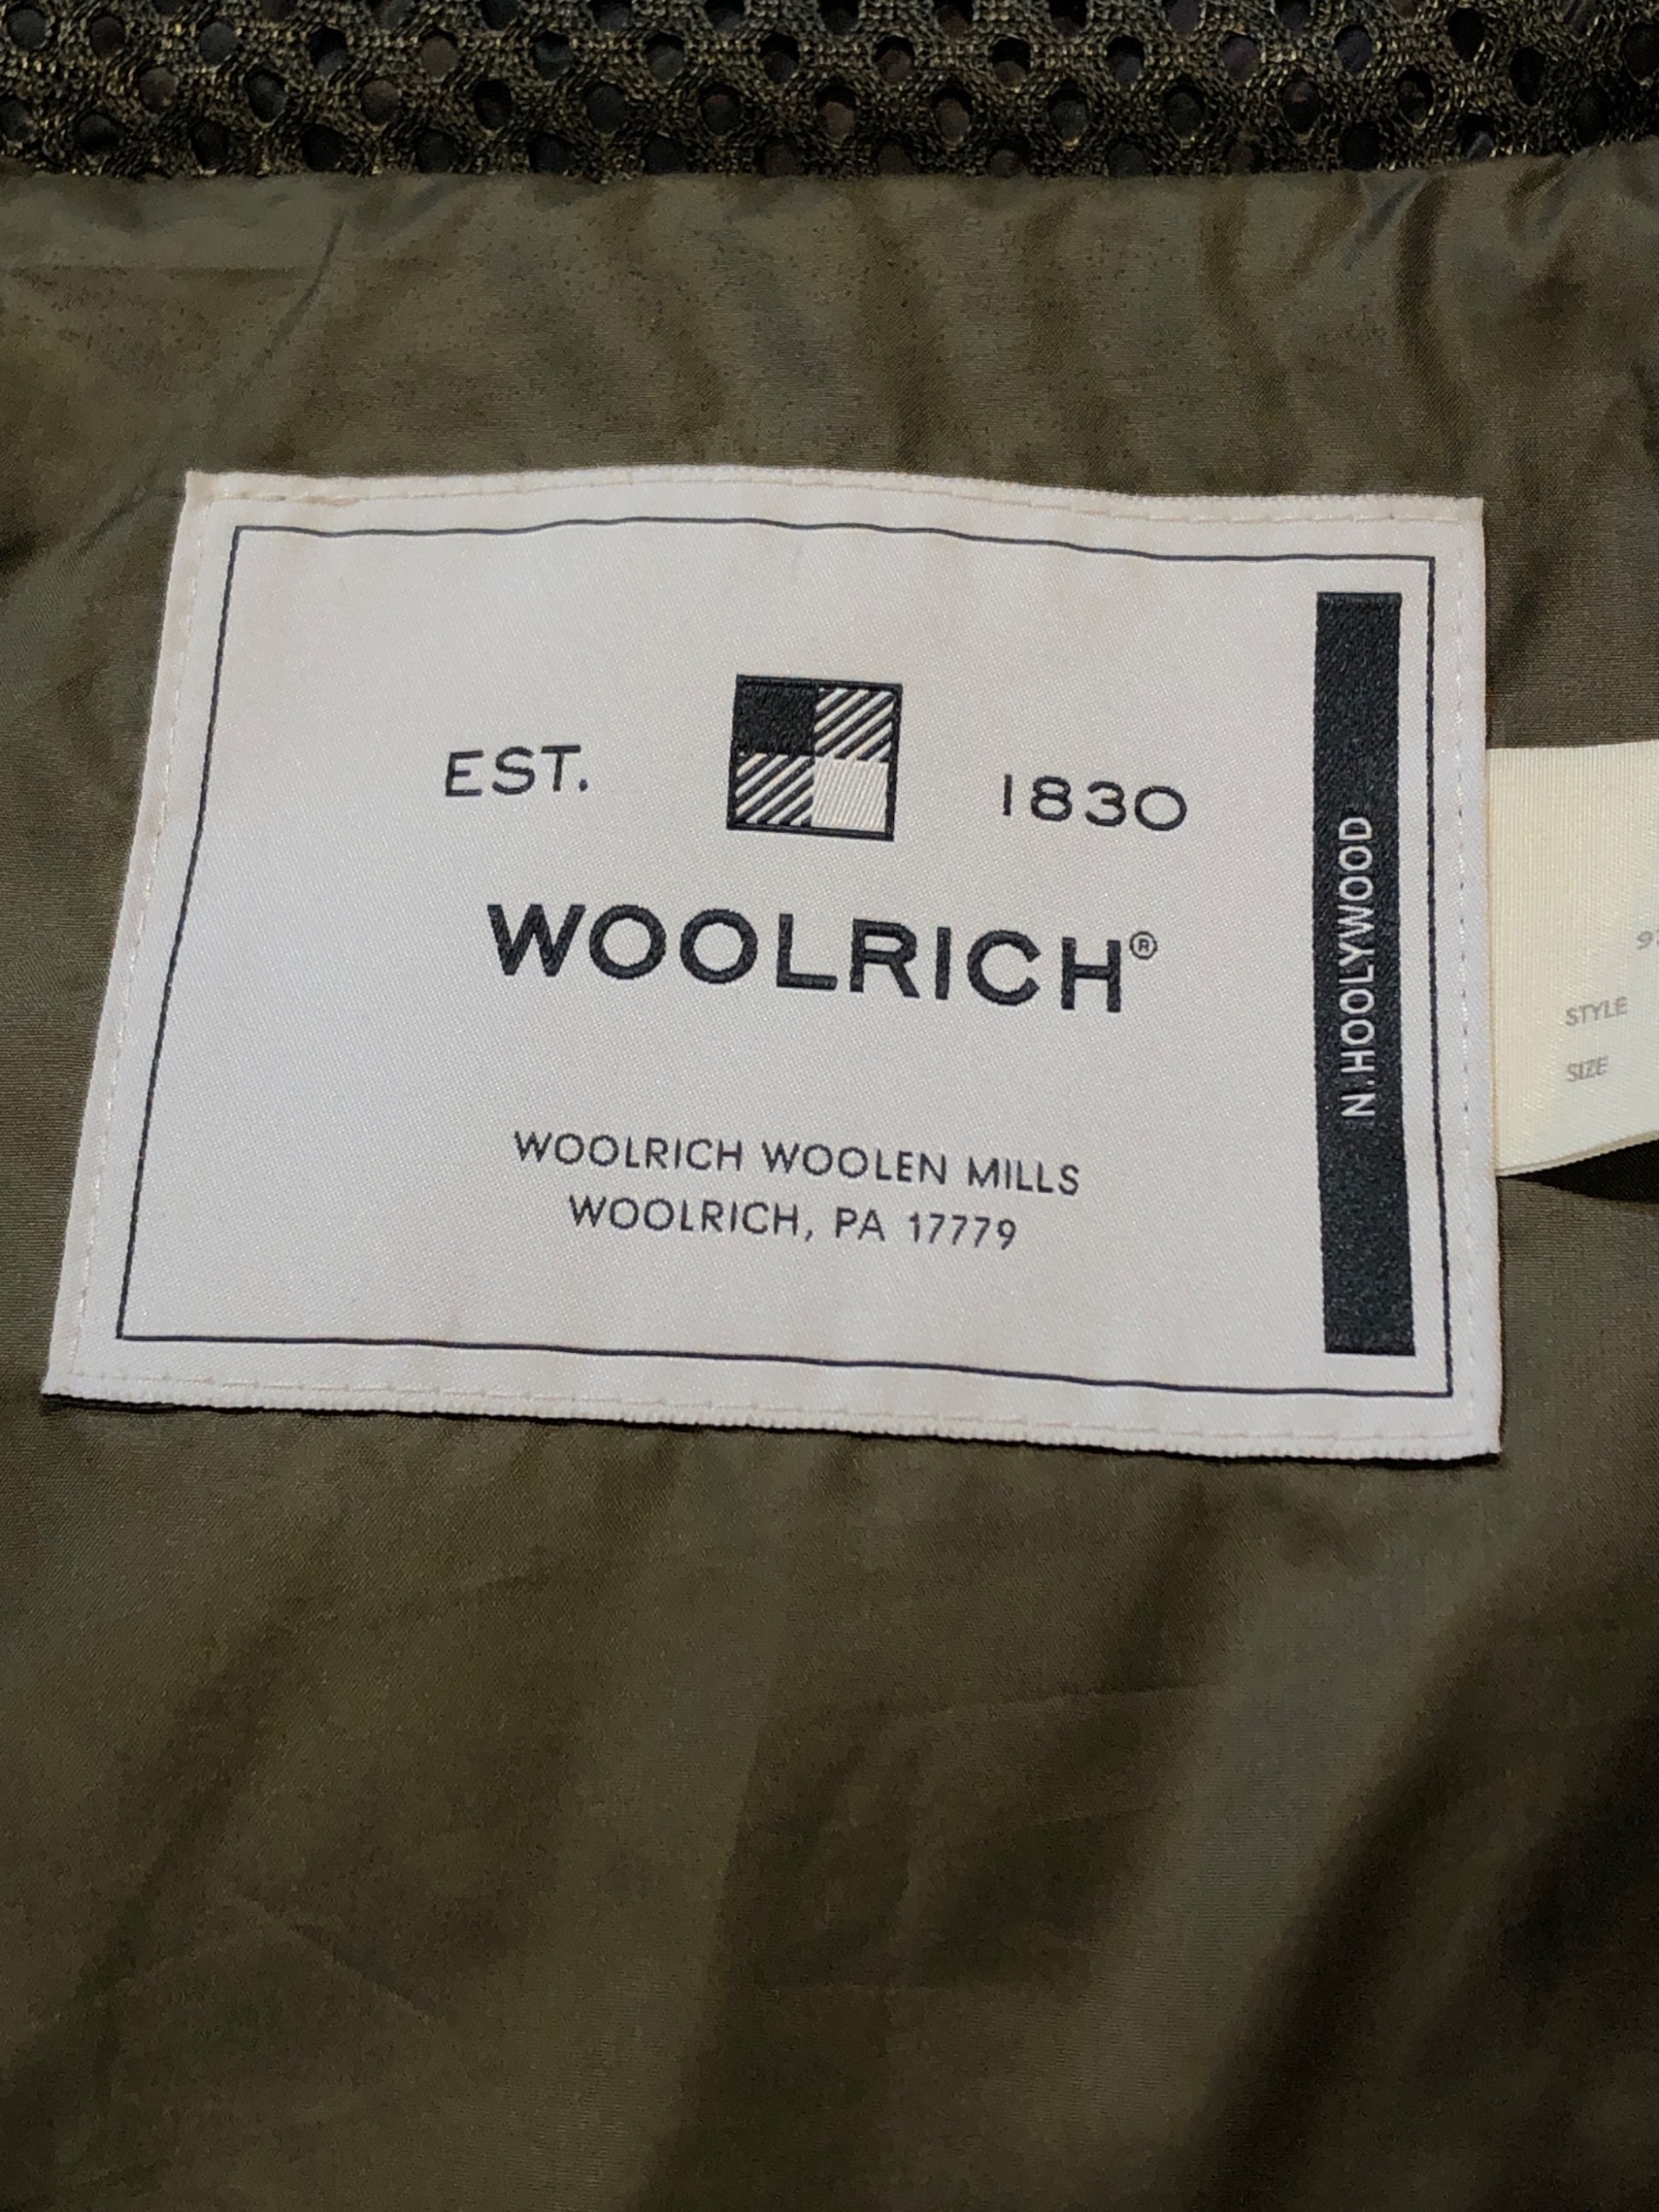 EST. 1830
WOOLRICH®
WOOLRICH WOOLEN MILLS
WOOLRICH, PA 17779
N.HOOLYWOOD
STYLE
SIZE